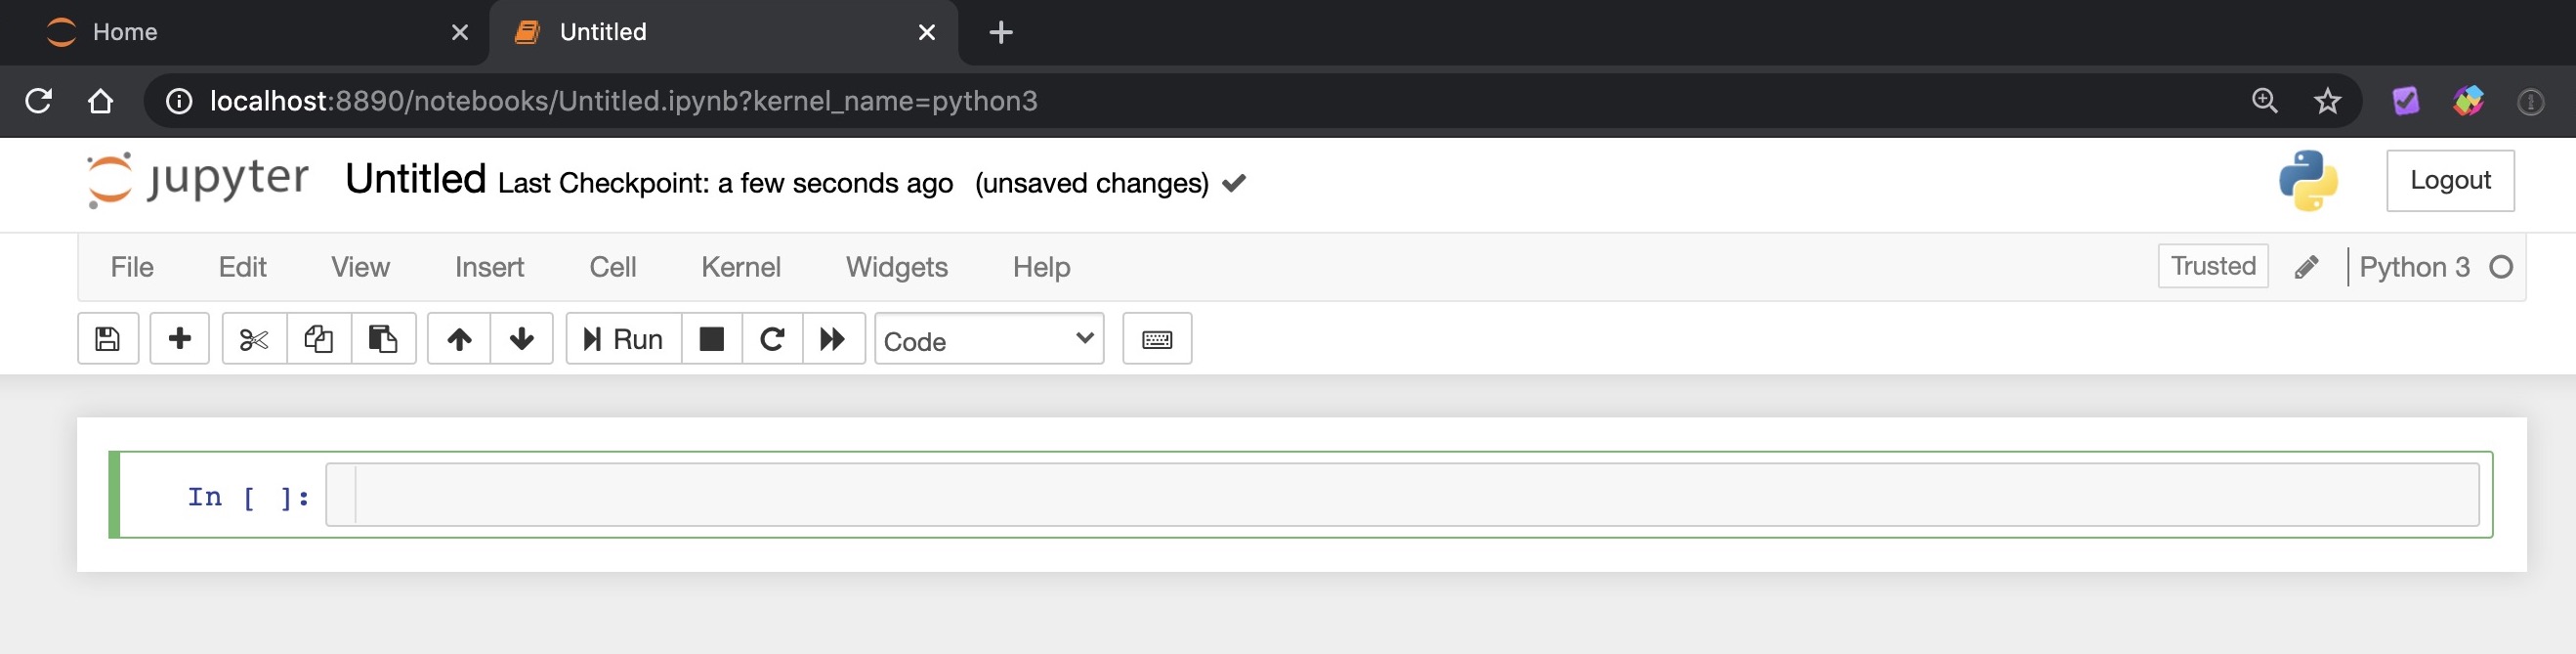 Home
Untitled
localhost:8890/notebooks/Untitled.ipynb?kernel_name=python3
jupyter Untitled Last Checkpoint: a few seconds ago (unsaved changes)
Logout
File Edit View Insert Cell Kernel Widgets Help Trusted Python 3
Run Code
In [ ]: